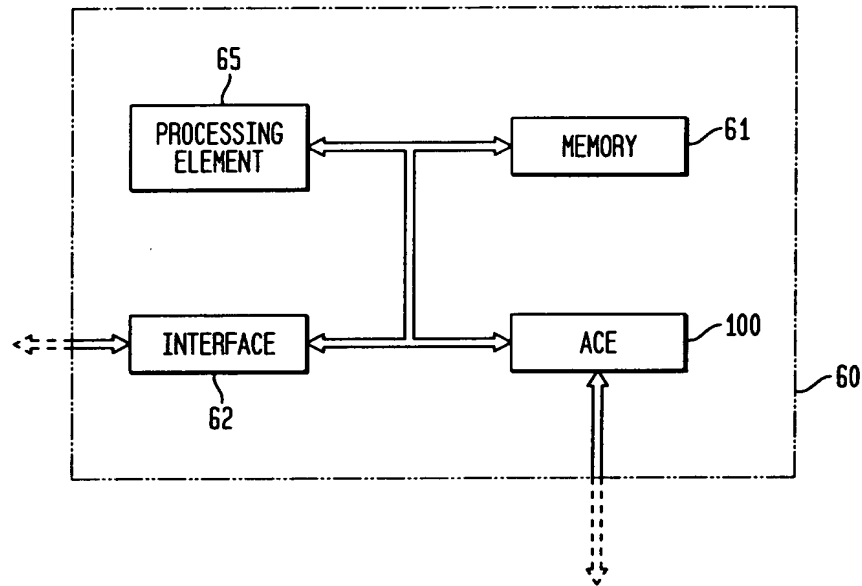 65
PROCESSING
ELEMENT
MEMORY
61
INTERFACE
62
ACE
100
60